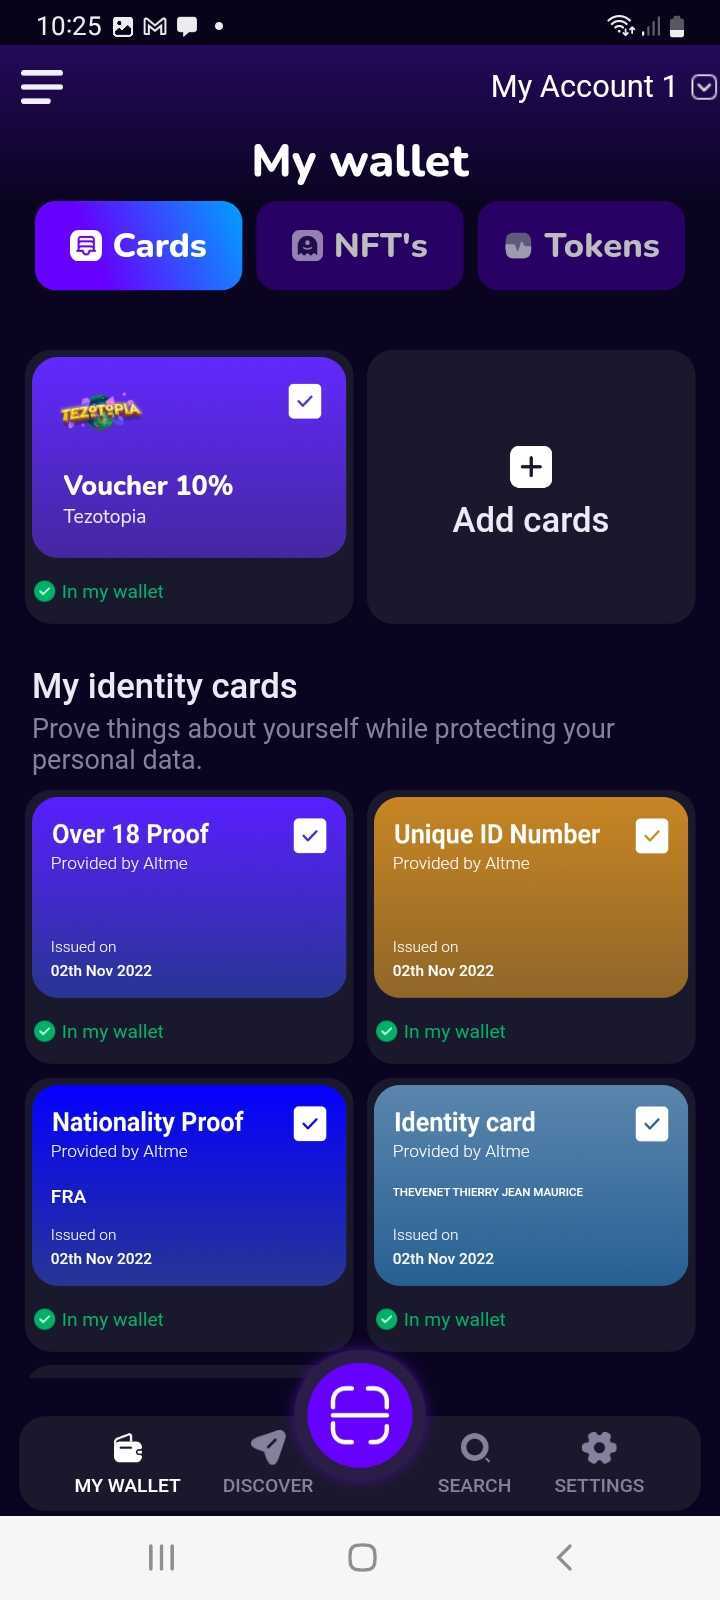 10:25
My Account 1
My wallet
Cards
NFT's
Tokens
TEZOTOPIA
Voucher 10%
Tezotopia
In my wallet
Add cards
My identity cards
Prove things about yourself while protecting your
personal data.
Over 18 Proof
Provided by Altme
Issued on
02th Nov 2022
In my wallet
Unique ID Number
Provided by Altme
Issued on
02th Nov 2022
In my wallet
Nationality Proof
Provided by Altme
FRA
Issued on
02th Nov 2022
In my wallet
Identity card
Provided by Altme
THEVENET THIERRY JEAN MAURICE
Issued on
02th Nov 2022
In my wallet
MY WALLET
DISCOVER
SEARCH
SETTINGS